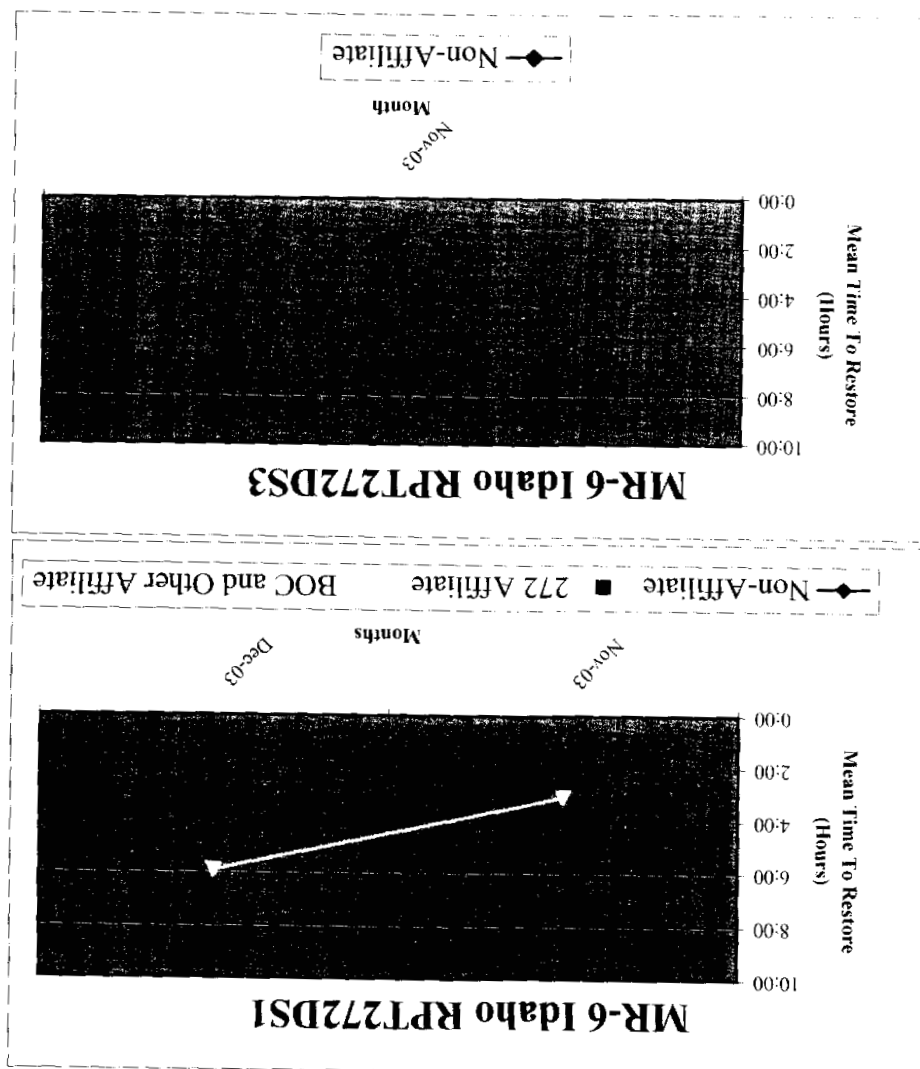 MR-6 Idaho RPT272DS1
Mean Time To Restore
(Hours)
10:00
8:00
6:00
4:00
2:00
0:00
Nov-03
Dec-03
Months
Non-Affiliate
272 Affiliate
BOC and Other Affiliate
MR-6 Idaho RPT272DS3
Mean Time To Restore
(Hours)
10:00
8:00
6:00
4:00
2:00
0:00
Nov-03
Month
Non-Affiliate